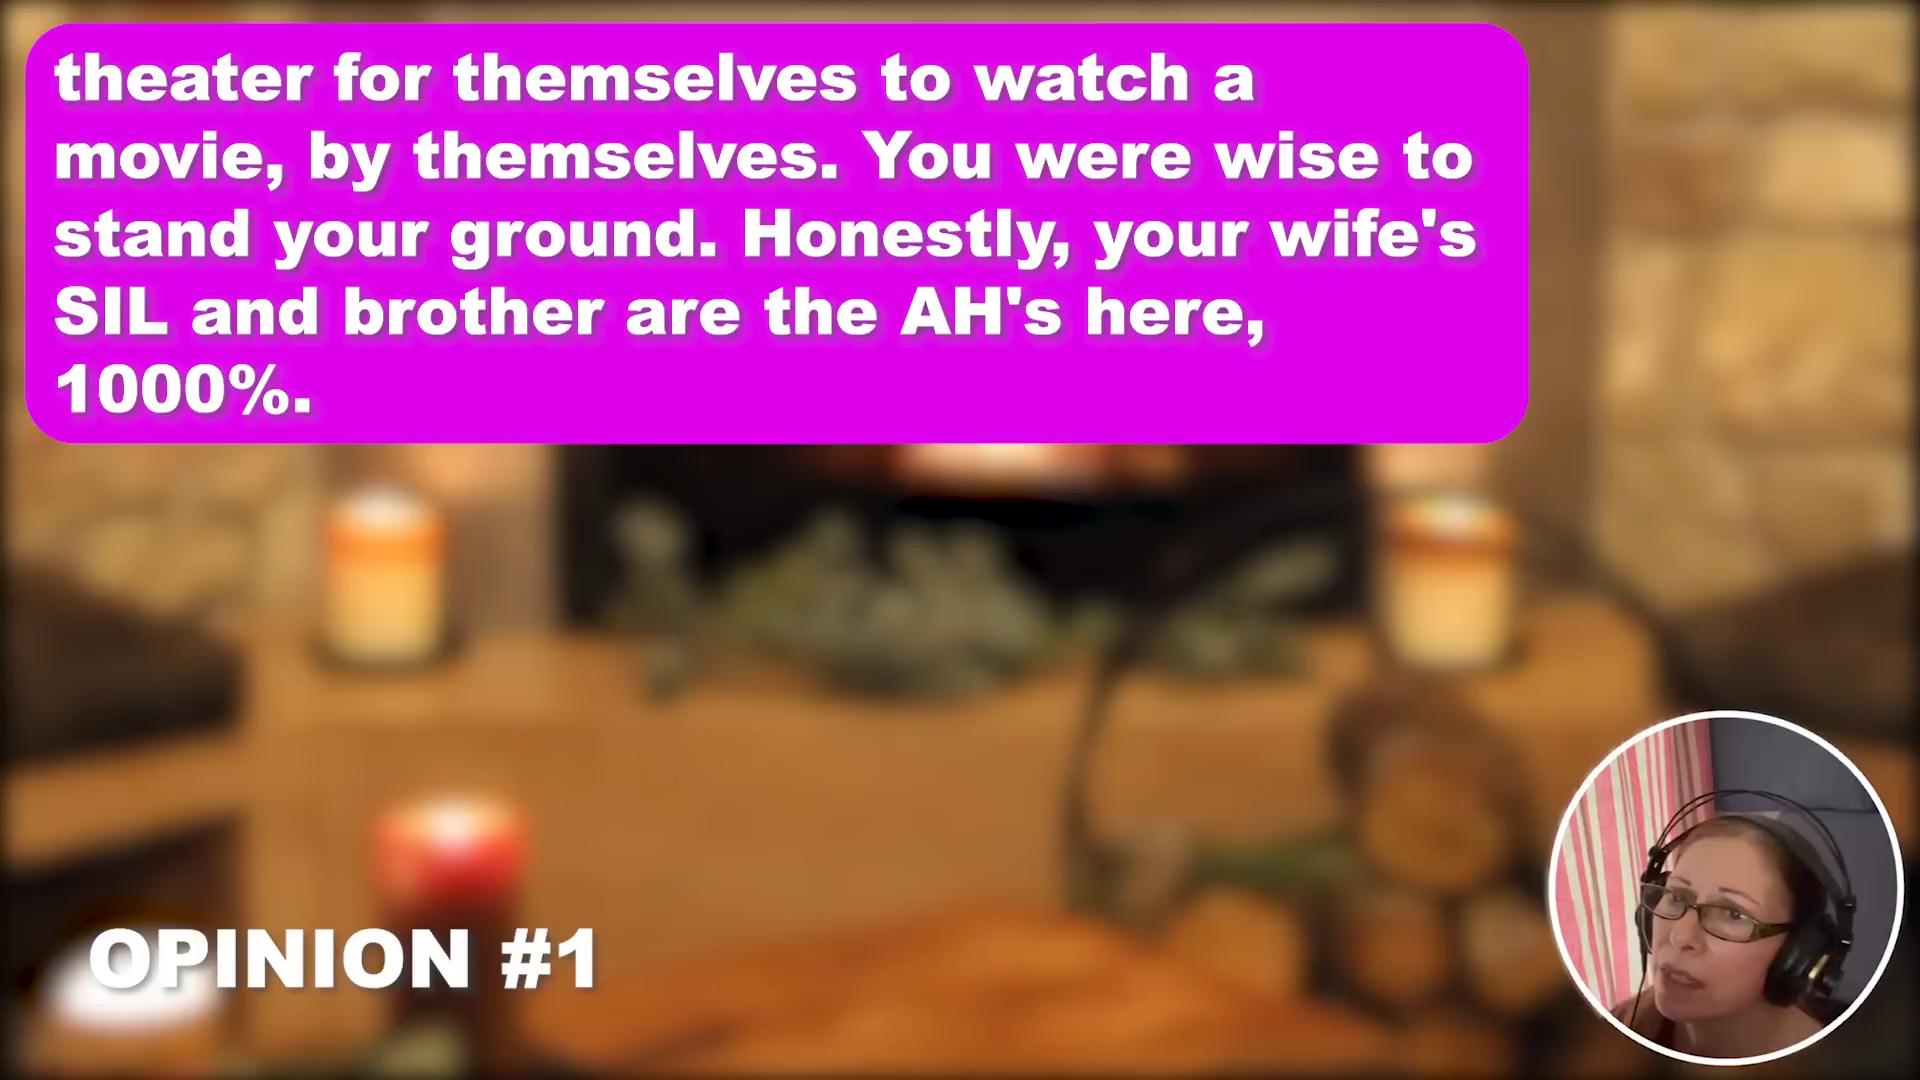 theater for themselves to watch a
movie, by themselves. You were wise to
stand your ground. Honestly, your wife's
SIL and brother are the AH's here,
1000%.
OPINION #1